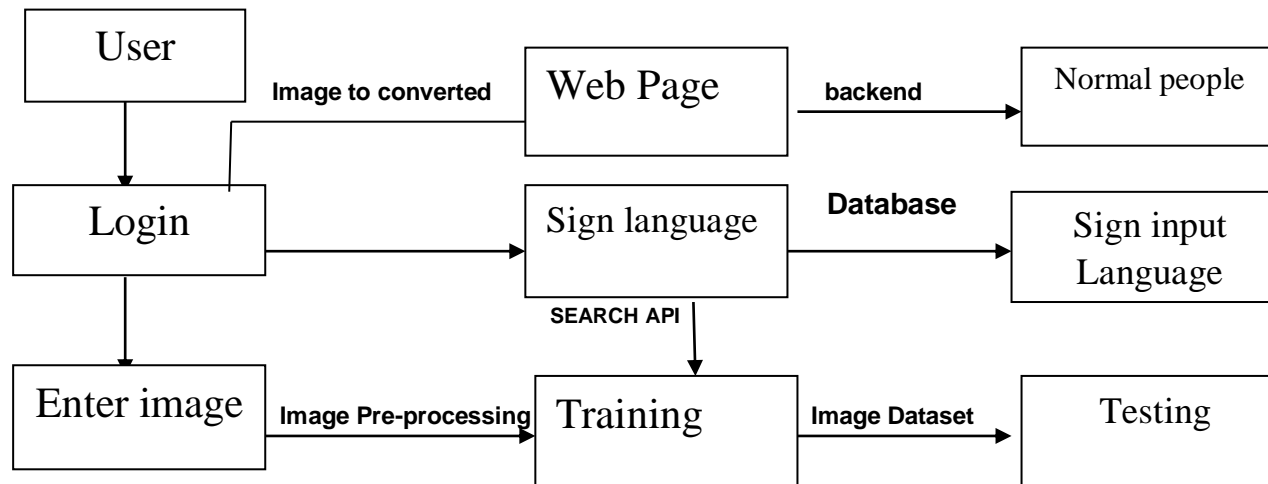 User
Image to converted
Web Page
backend
Normal people
Login
Sign language
Database
Sign input
Language
SEARCH API
Enter image
Image Pre-processing
Training
Image Dataset
Testing